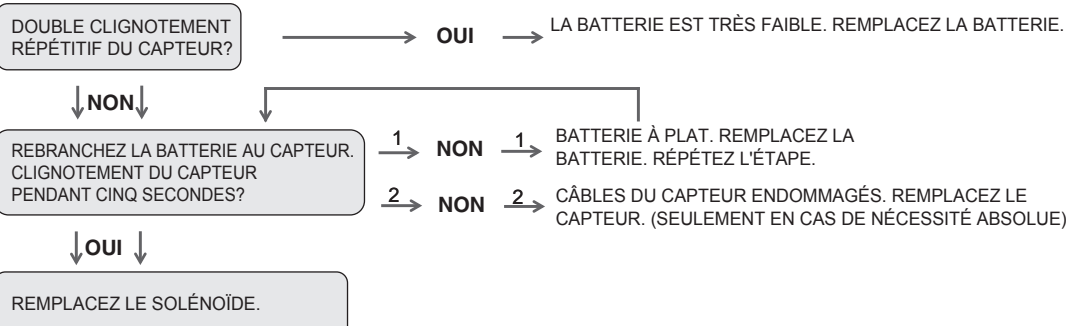 DOUBLE CLIGNOTEMENT
RÉPÉTITIF DU CAPTEUR?
OUI
LA BATTERIE EST TRÈS FAIBLE. REMPLACEZ LA BATTERIE.
NON
REBRANCHEZ LA BATTERIE AU CAPTEUR.
CLIGNOTEMENT DU CAPTEUR
PENDANT CINQ SECONDES?
1
NON
1
BATTERIE À PLAT. REMPLACEZ LA
BATTERIE. RÉPÉTEZ L'ÉTAPE.
2
NON
2
CÂBLES DU CAPTEUR ENDOMMAGÉS. REMPLACEZ LE
CAPTEUR. (SEULEMENT EN CAS DE NÉCESSITÉ ABSOLUE)
OUI
REMPLACEZ LE SOLÉNOÏDE.